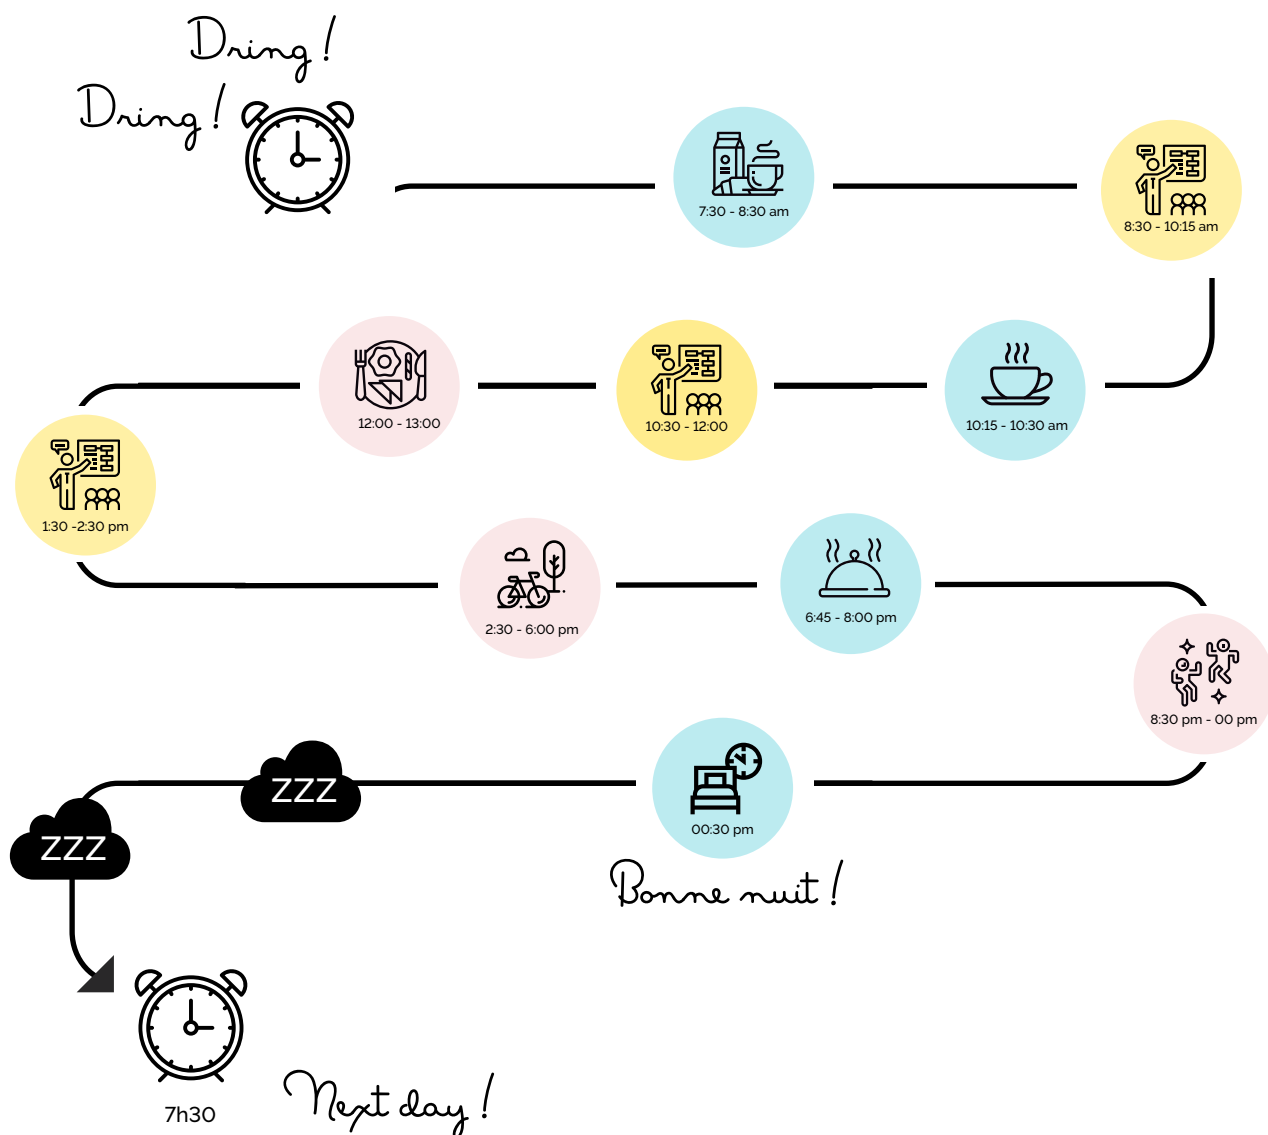 Dring !
Dring !
7:30 - 8:30 am
8:30 - 10:15 am
10:15 - 10:30 am
10:30 - 12:00
12:00 - 13:00
1:30 -2:30 pm
2:30 - 6:00 pm
6:45 - 8:00 pm
8:30 pm - 00 pm
00:30 pm
Bonne nuit !
ZZZ
ZZZ
7h30
Next day !